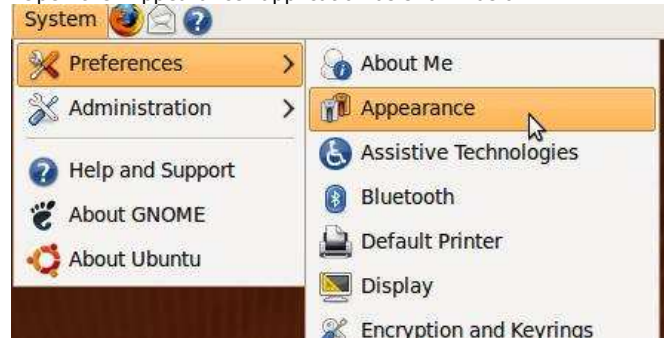 System
Preferences
Administration
Help and Support
About GNOME
About Ubuntu
About Me
Appearance
Assistive Technologies
Bluetooth
Default Printer
Display
Encryption and Keyrings